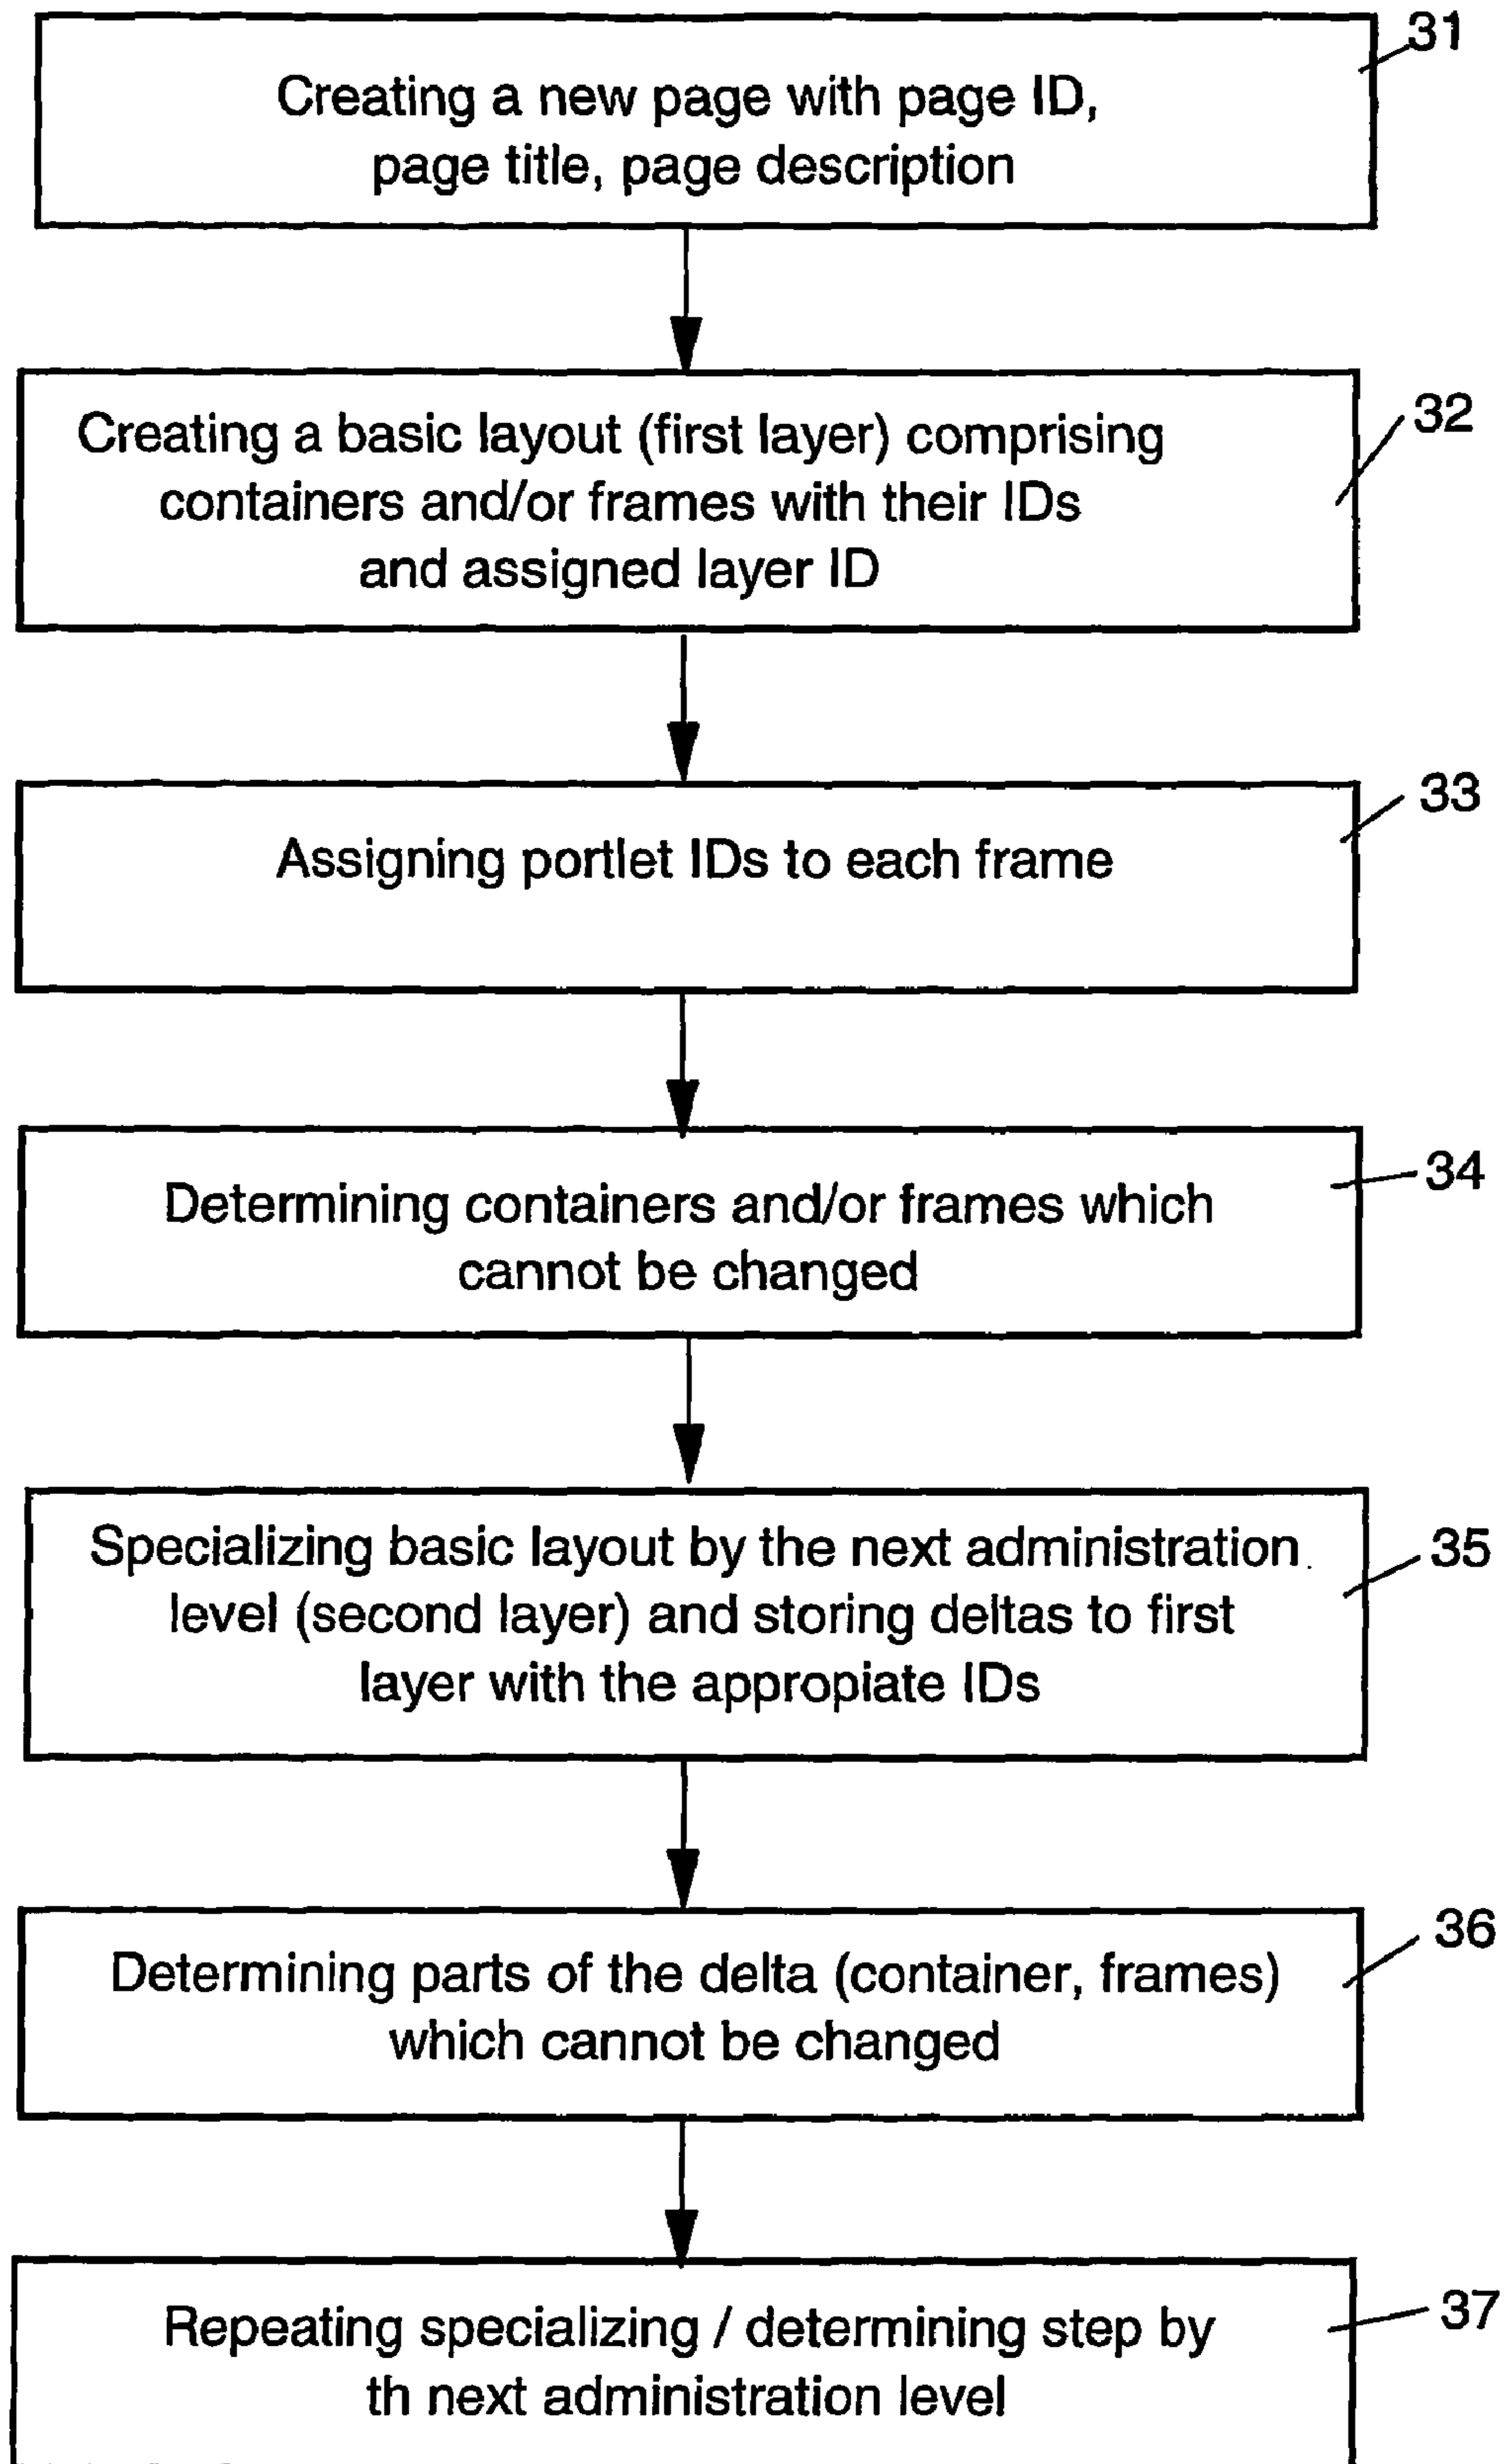 31
Creating a new page with page ID,
page title, page description
32
Creating a basic layout (first layer) comprising
containers and/or frames with their IDs
and assigned layer ID
33
Assigning portlet IDs to each frame
34
Determining containers and/or frames which
cannot be changed
35
Specializing basic layout by the next administration
level (second layer) and storing deltas to first
layer with the appropiate IDs
36
Determining parts of the delta (container, frames)
which cannot be changed
37
Repeating specializing / determining step by
th next administration level